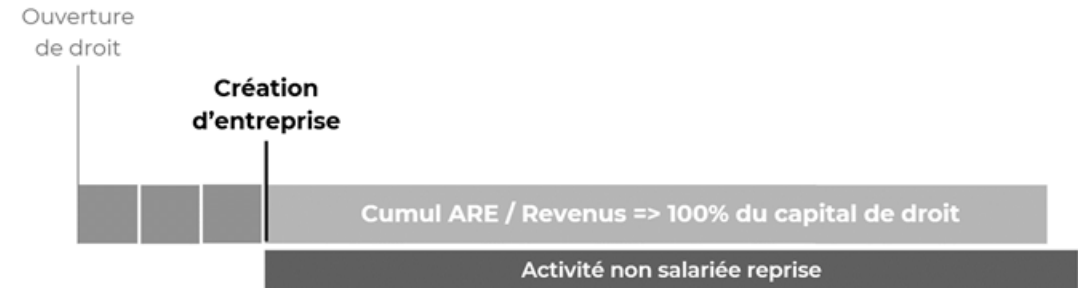 Ouverture
de droit
Création
d’entreprise
Cumul ARE / Revenus => 100% du capital de droit
Activité non salariée reprise